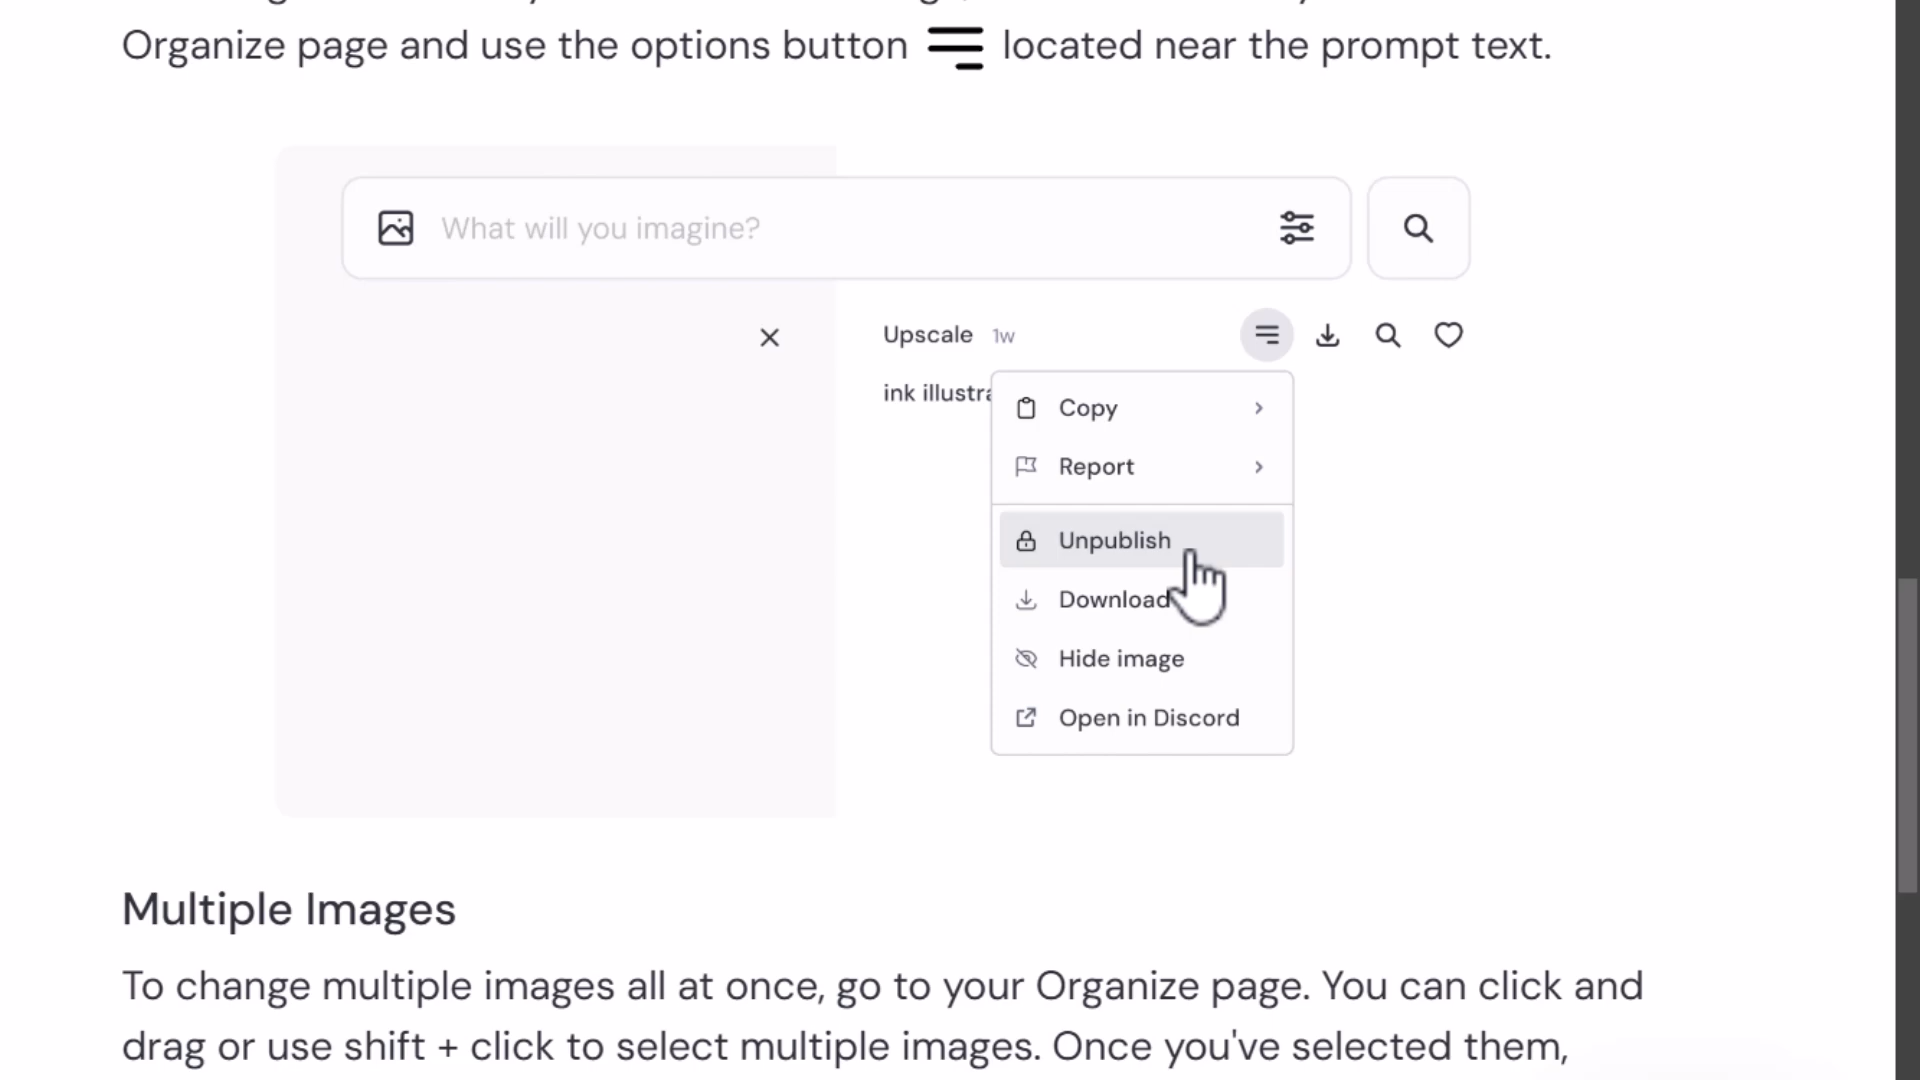 Organize page and use the options button located near the prompt text.
What will you imagine?
Upscale 1w
ink illustra
Copy
Report
Unpublish
Download
Hide image
Open in Discord
Multiple Images
To change multiple images all at once, go to your Organize page. You can click and
drag or use shift + click to select multiple images. Once you've selected them,